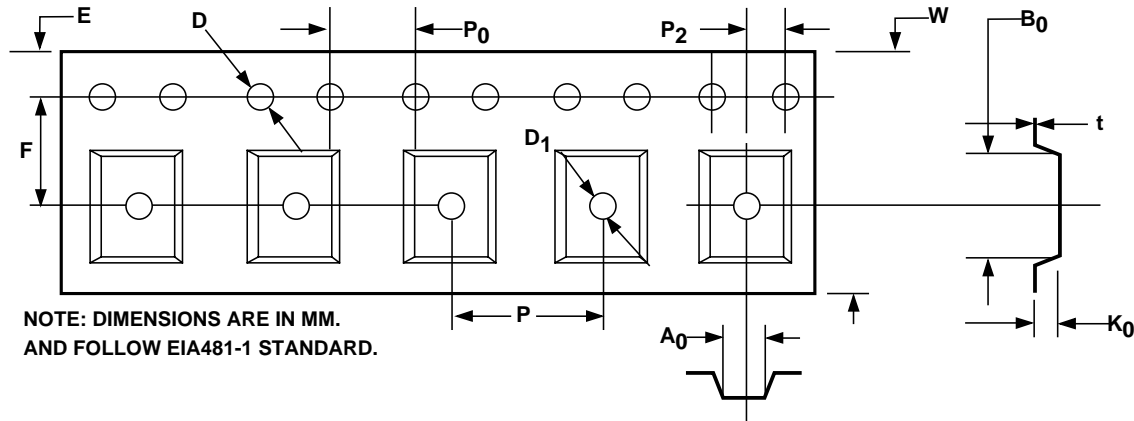 E
D
P0
P2
W
B0
t
F
D1
P
NOTE: DIMENSIONS ARE IN MM.
AND FOLLOW EIA481-1 STANDARD.
A0
K0